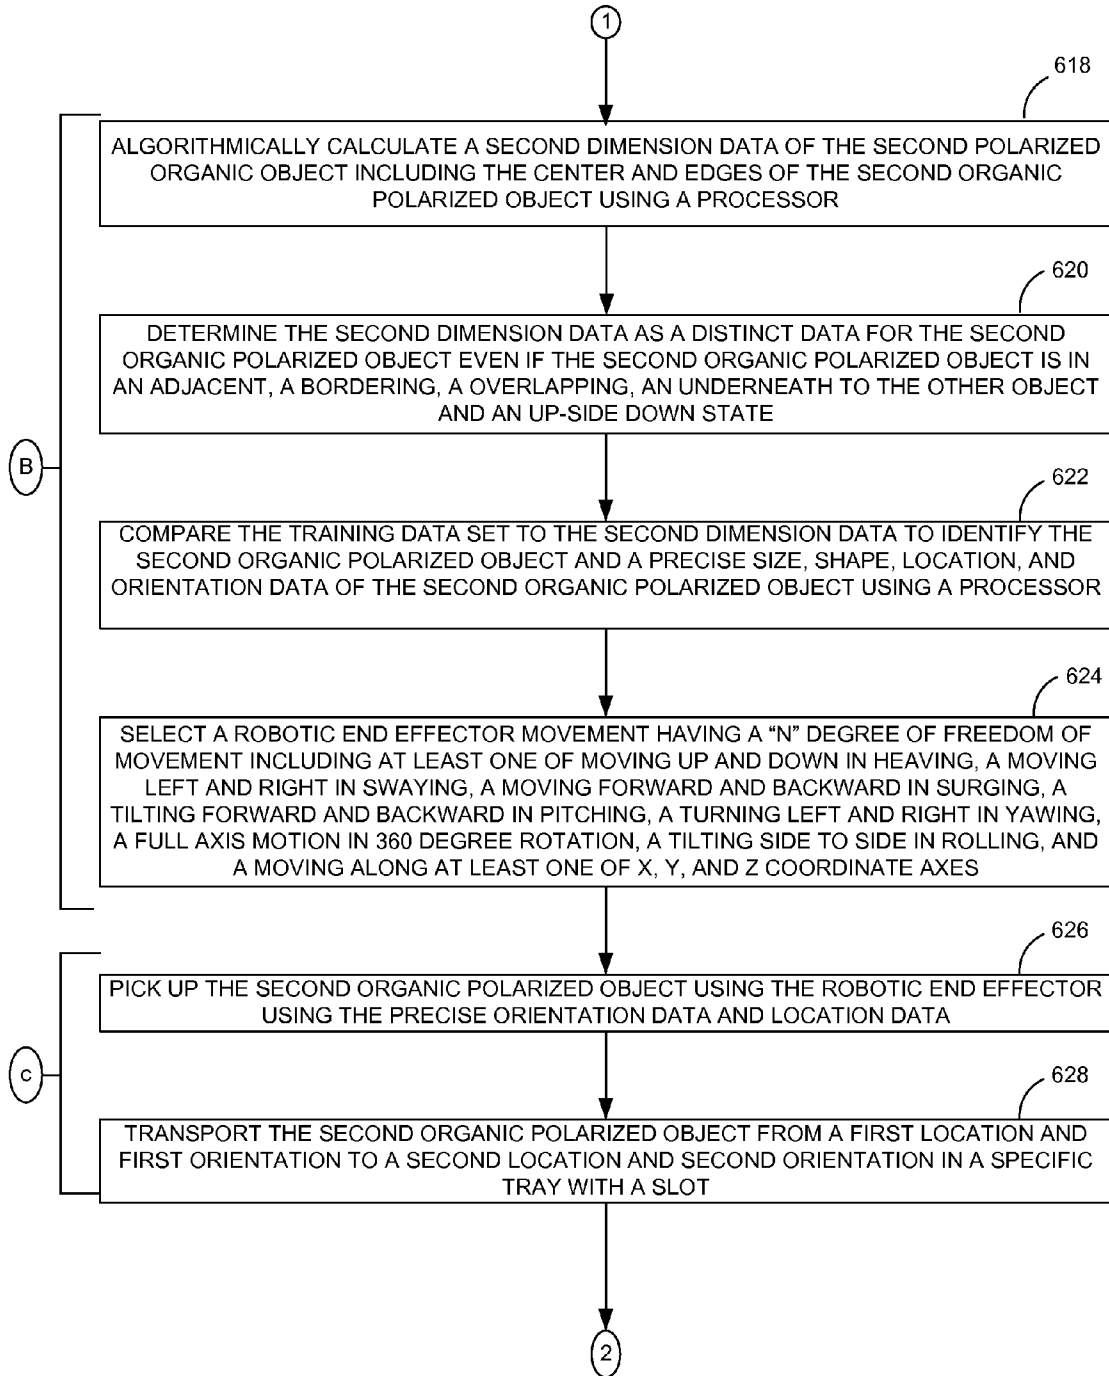 1
618
ALGORITHMICALLY CALCULATE A SECOND DIMENSION DATA OF THE SECOND POLARIZED
ORGANIC OBJECT INCLUDING THE CENTER AND EDGES OF THE SECOND ORGANIC
POLARIZED OBJECT USING A PROCESSOR
620
DETERMINE THE SECOND DIMENSION DATA AS A DISTINCT DATA FOR THE SECOND
ORGANIC POLARIZED OBJECT EVEN IF THE SECOND ORGANIC POLARIZED OBJECT IS IN
AN ADJACENT, A BORDERING, A OVERLAPPING, AN UNDERNEATH TO THE OTHER OBJECT
AND AN UP-SIDE DOWN STATE
B
622
COMPARE THE TRAINING DATA SET TO THE SECOND DIMENSION DATA TO IDENTIFY THE
SECOND ORGANIC POLARIZED OBJECT AND A PRECISE SIZE, SHAPE, LOCATION, AND
ORIENTATION DATA OF THE SECOND ORGANIC POLARIZED OBJECT USING A PROCESSOR
624
SELECT A ROBOTIC END EFFECTOR MOVEMENT HAVING A “N” DEGREE OF FREEDOM OF
MOVEMENT INCLUDING AT LEAST ONE OF MOVING UP AND DOWN IN HEAVING, A MOVING
LEFT AND RIGHT IN SWAYING, A MOVING FORWARD AND BACKWARD IN SURGING, A
TILTING FORWARD AND BACKWARD IN PITCHING, A TURNING LEFT AND RIGHT IN YAWING,
A FULL AXIS MOTION IN 360 DEGREE ROTATION, A TILTING SIDE TO SIDE IN ROLLING, AND
A MOVING ALONG AT LEAST ONE OF X, Y, AND Z COORDINATE AXES
626
PICK UP THE SECOND ORGANIC POLARIZED OBJECT USING THE ROBOTIC END EFFECTOR
USING THE PRECISE ORIENTATION DATA AND LOCATION DATA
c
628
TRANSPORT THE SECOND ORGANIC POLARIZED OBJECT FROM A FIRST LOCATION AND
FIRST ORIENTATION TO A SECOND LOCATION AND SECOND ORIENTATION IN A SPECIFIC
TRAY WITH A SLOT
2